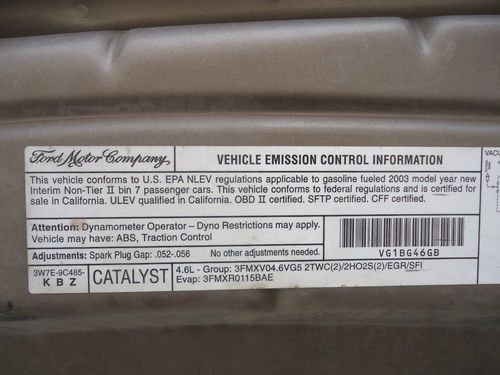 Ford Motor Company
VEHICLE EMISSION CONTROL INFORMATION
This vehicle conforms to U.S. EPA NLEV regulations applicable to gasoline fueled 2003 model year new
Interim Non-Tier II bin 7 passenger cars. This vehicle conforms to federal regulations and is certified for
sale in California. ULEV qualified in California. OBD II certified. SFTP certified. CFF certified.
Attention: Dynamometer Operator – Dyno Restrictions may apply.
Vehicle may have: ABS, Traction Control
Adjustments: Spark Plug Gap: .052-.056 No other adjustments needed.
VG1BG46GB
3W7E-9C485-
K B Z
CATALYST
4.6L - Group: 3FMXV04.6VG5 2TWC(2)/2HO2S(2)/EGR/SFI
Evap: 3FMXR0115BAE
VACU